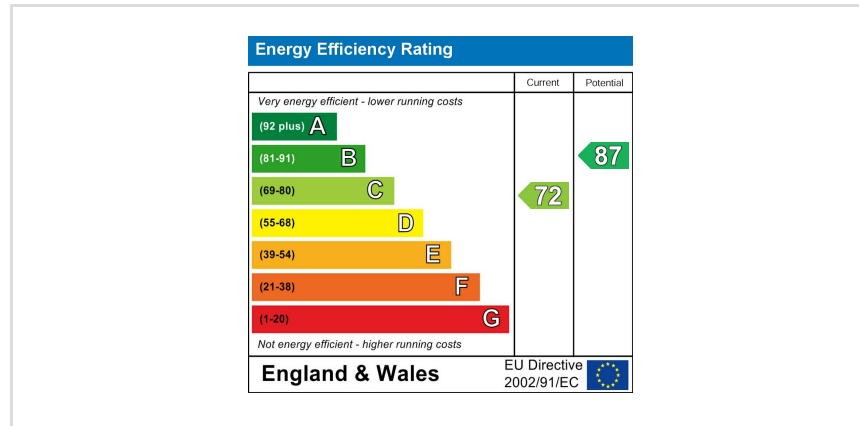 Energy Efficiency Rating
Current Potential
Very energy efficient - lower running costs
(92 plus) A
(81-91) B 87
(69-80) C 72
(55-68) D
(39-54) E
(21-38) F
(1-20) G
Not energy efficient - higher running costs
England & Wales
EU Directive
2002/91/EC